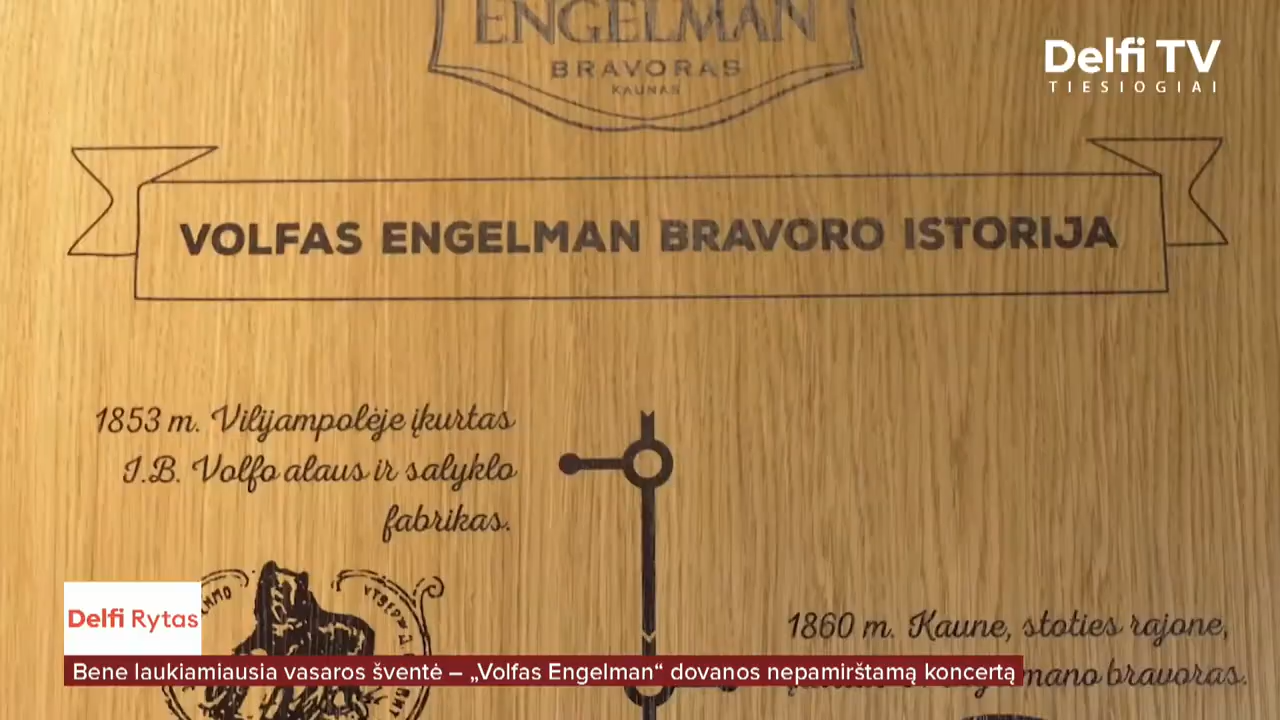 ENGELMAN
BRAVORAS
KAUNAS
Delfi TV
TIESIOGIAI
VOLFAS ENGELMAN BRAVORO ISTORIJA
1853 m. Vilijampolėje įkurtas
I.B. Volfo alaus ir salyklo
fabrikas.
1860 m. Kaune, stoties rajone,
bravoras.
Delfi Rytas
Bene laukiamiausia vasaros šventė – „Volfas Engelman“ dovanos nepamirštamą koncertą